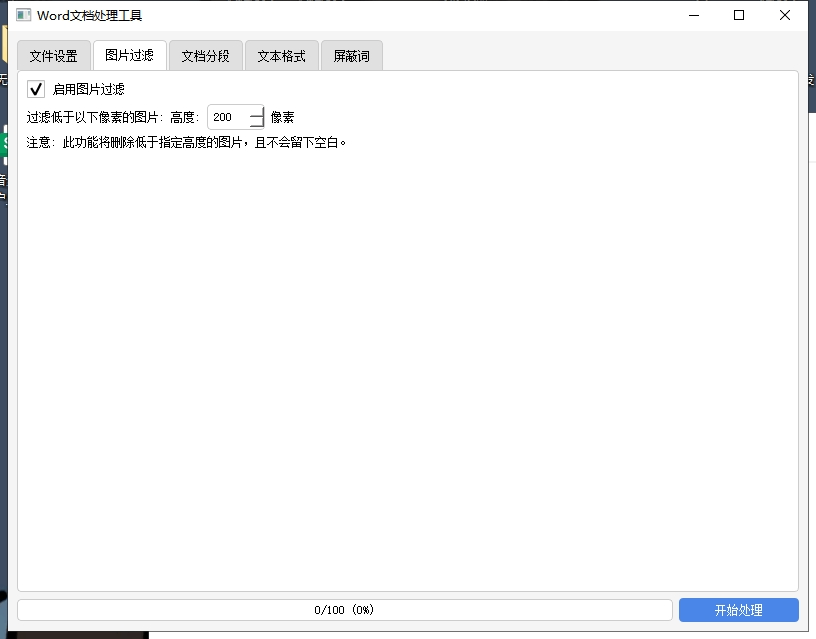 Word文档处理工具
文件设置 图片过滤 文档分段 文本格式 屏蔽词
启用图片过滤
过滤低于以下像素的图片: 高度: 200 像素
注意: 此功能将删除低于指定高度的图片，且不会留下空白。
0/100 (0%) 开始处理